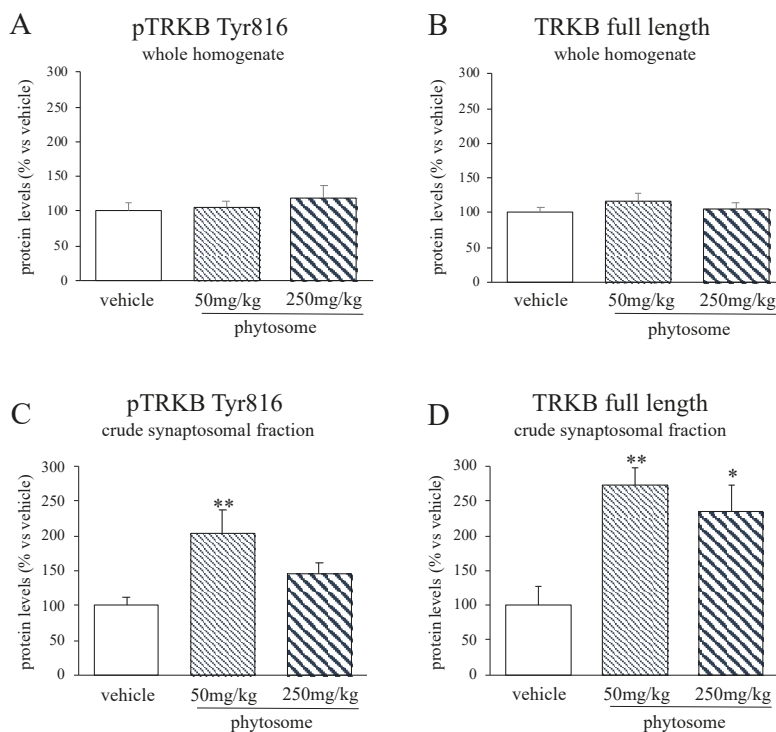 A
pTRKB Tyr816
whole homogenate
protein levels (% vs vehicle)
300
250
200
150
100
50
0
vehicle
50mg/kg
250mg/kg
phytosome
B
TRKB full length
whole homogenate
protein levels (% vs vehicle)
300
250
200
150
100
50
0
vehicle
50mg/kg
250mg/kg
phytosome
C
pTRKB Tyr816
crude synaptosomal fraction
protein levels (% vs vehicle)
300
250
200
150
100
50
0
**
vehicle
50mg/kg
250mg/kg
phytosome
D
TRKB full length
crude synaptosomal fraction
protein levels (% vs vehicle)
300
250
200
150
100
50
0
**
*
vehicle
50mg/kg
250mg/kg
phytosome